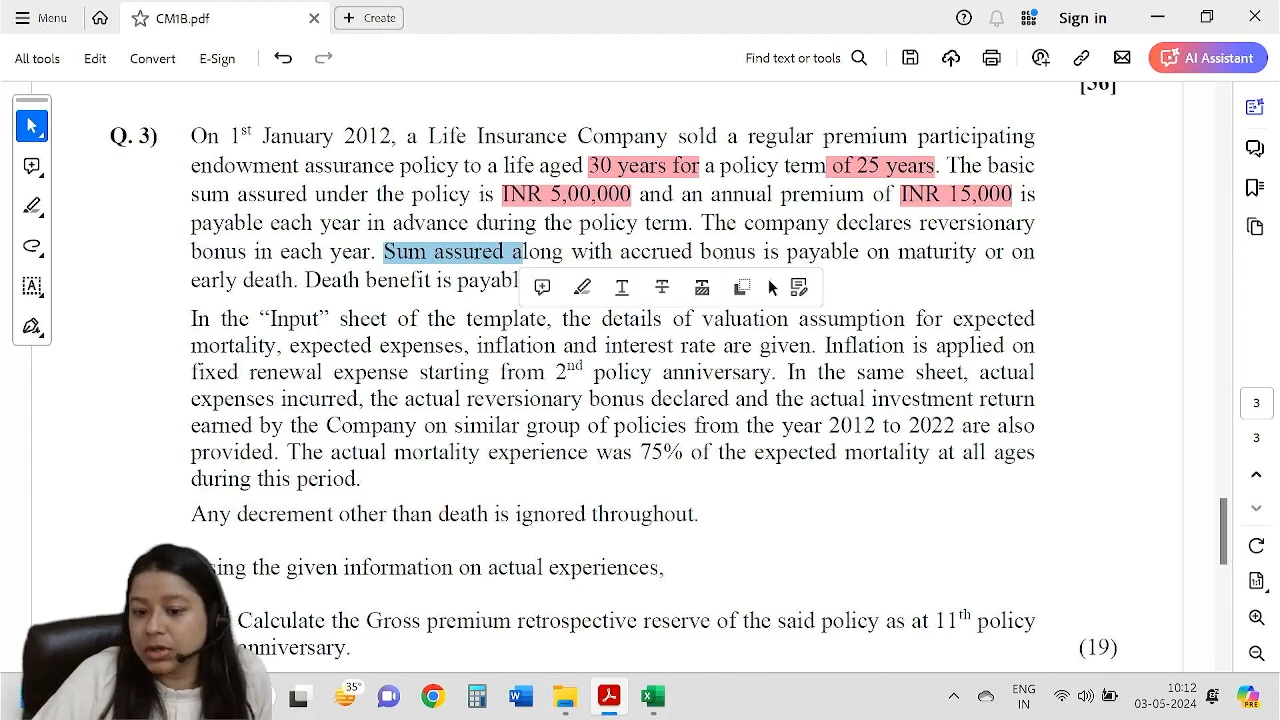 Menu
CM1B.pdf
Create
Sign in
All tools
Edit
Convert
E-Sign
Find text or tools
AI Assistant
[36]
Q. 3) On 1st January 2012, a Life Insurance Company sold a regular premium participating
endowment assurance policy to a life aged 30 years for a policy term of 25 years. The basic
sum assured under the policy is INR 5,00,000 and an annual premium of INR 15,000 is
payable each year in advance during the policy term. The company declares reversionary
bonus in each year. Sum assured along with accrued bonus is payable on maturity or on
early death. Death benefit is
In the “Input” sheet of the template, the details of valuation assumption for expected
mortality, expected expenses, inflation and interest rate are given. Inflation is applied on
fixed renewal expense starting from 2nd policy anniversary. In the same sheet, actual
expenses incurred, the actual reversionary bonus declared and the actual investment return
earned by the Company on similar group of policies from the year 2012 to 2022 are also
provided. The actual mortality experience was 75% of the expected mortality at all ages
during this period.
Any decrement other than death is ignored throughout.
the given information on actual experiences,
Calculate the Gross premium retrospective reserve of the said policy as at 11th policy
anniversary. (19)
3
3
35°
ENG
IN
10:12
03-05-2024
PRE